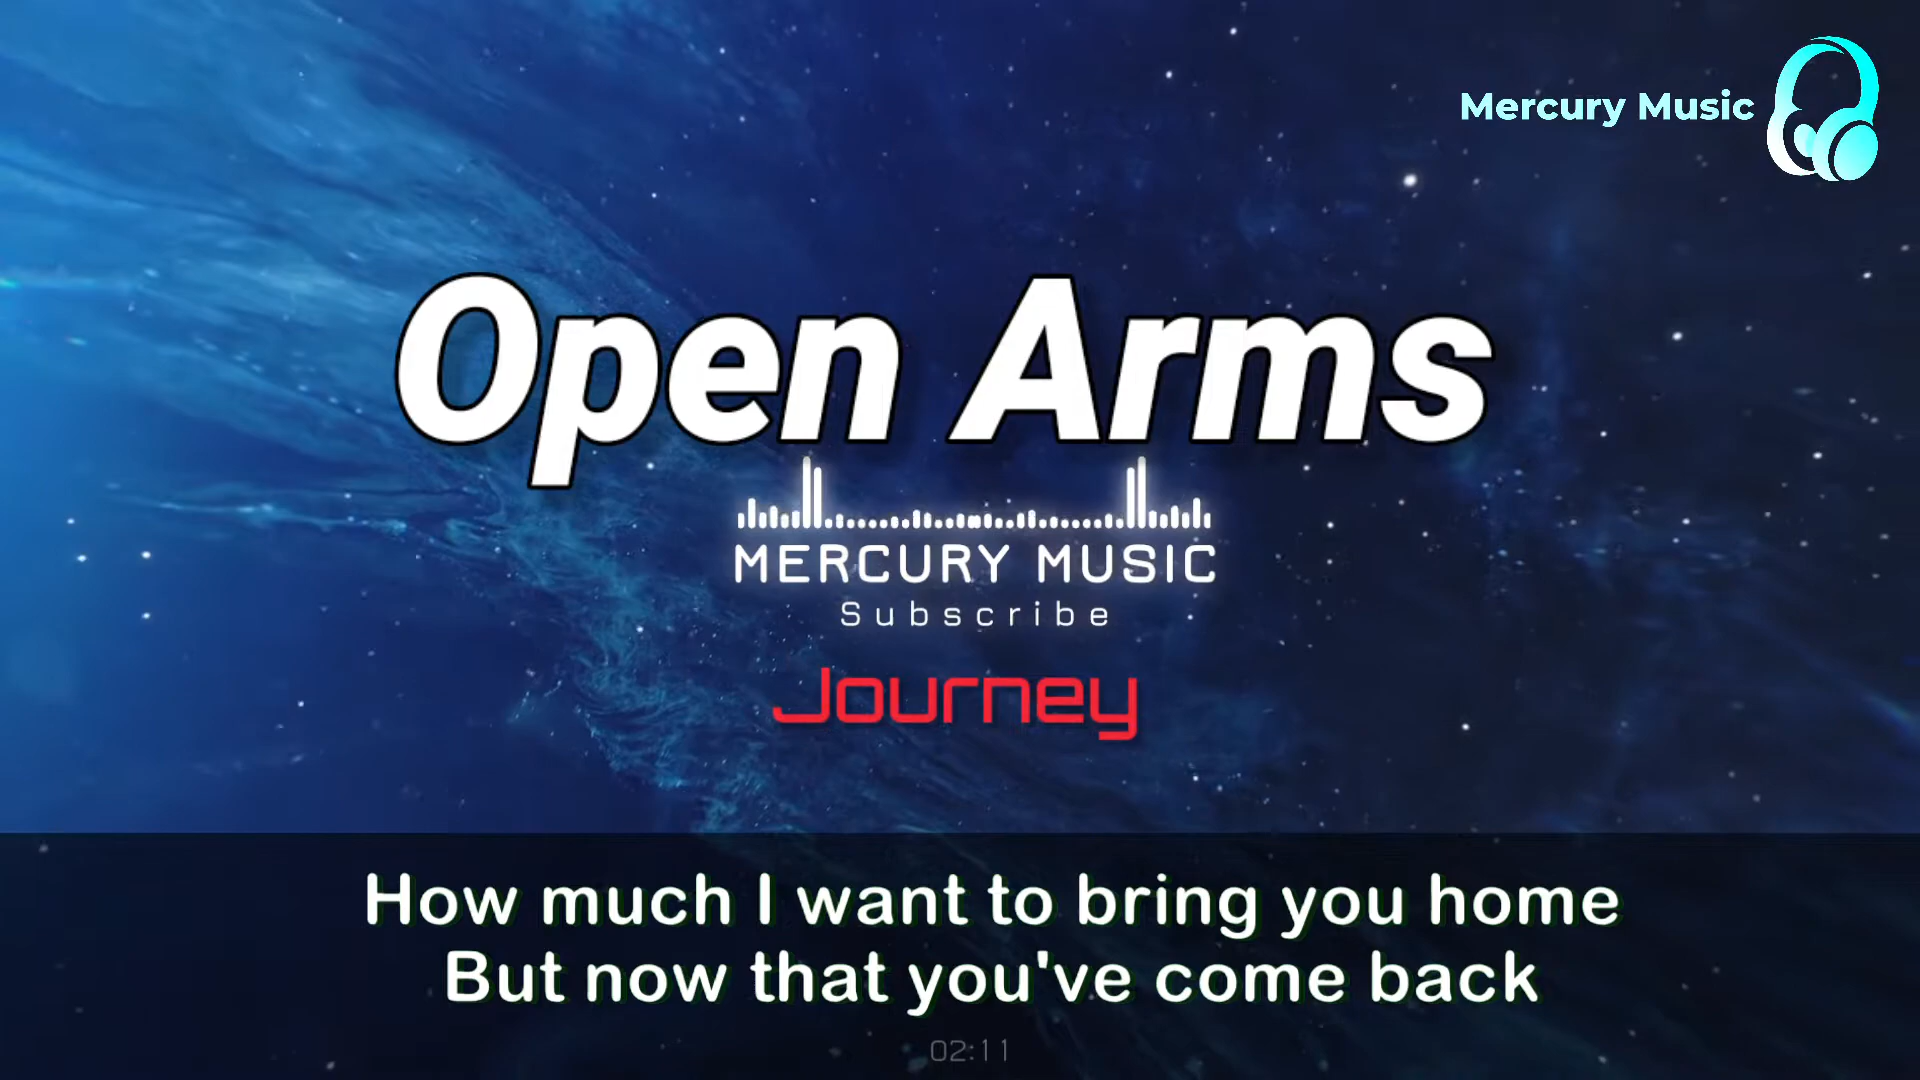 Mercury Music
Open Arms
MERCURY MUSIC
Subscribe
Journey
How much I want to bring you home
But now that you've come back
02:11